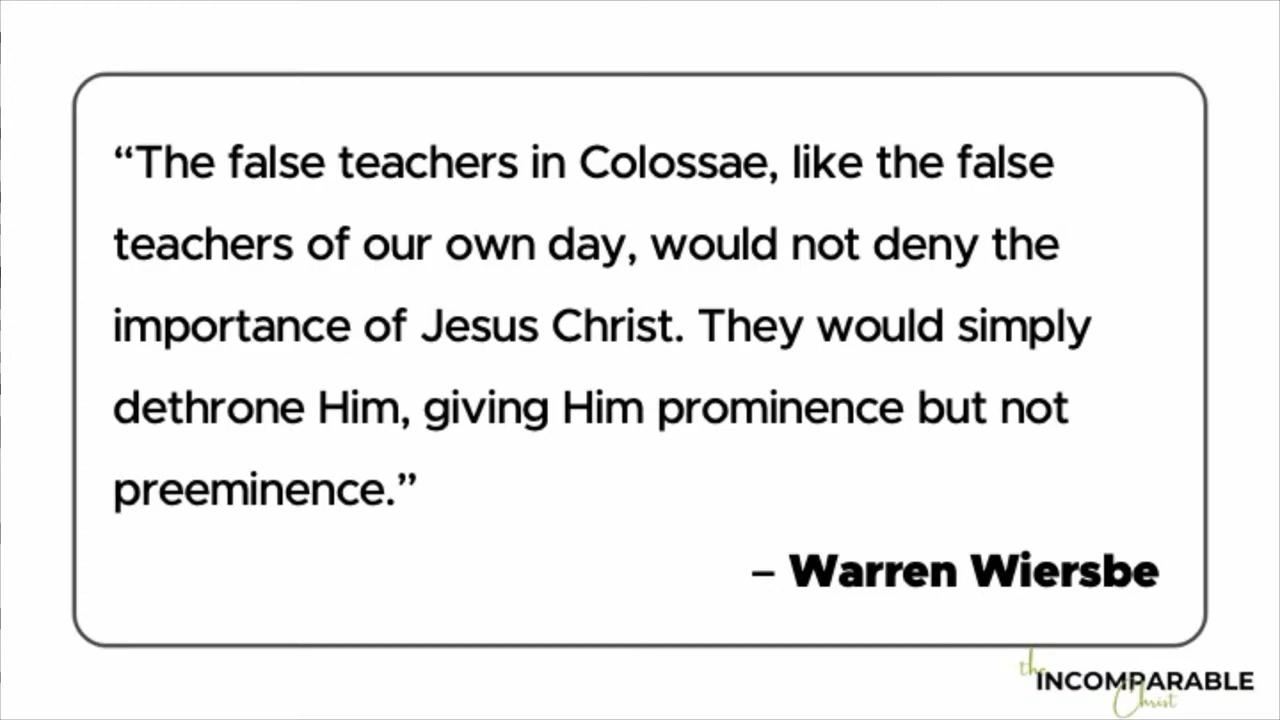 “The false teachers in Colossae, like the false
teachers of our own day, would not deny the
importance of Jesus Christ. They would simply
dethrone Him, giving Him prominence but not
preeminence.”
– Warren Wiersbe
the
INCOMPARABLE
Christ